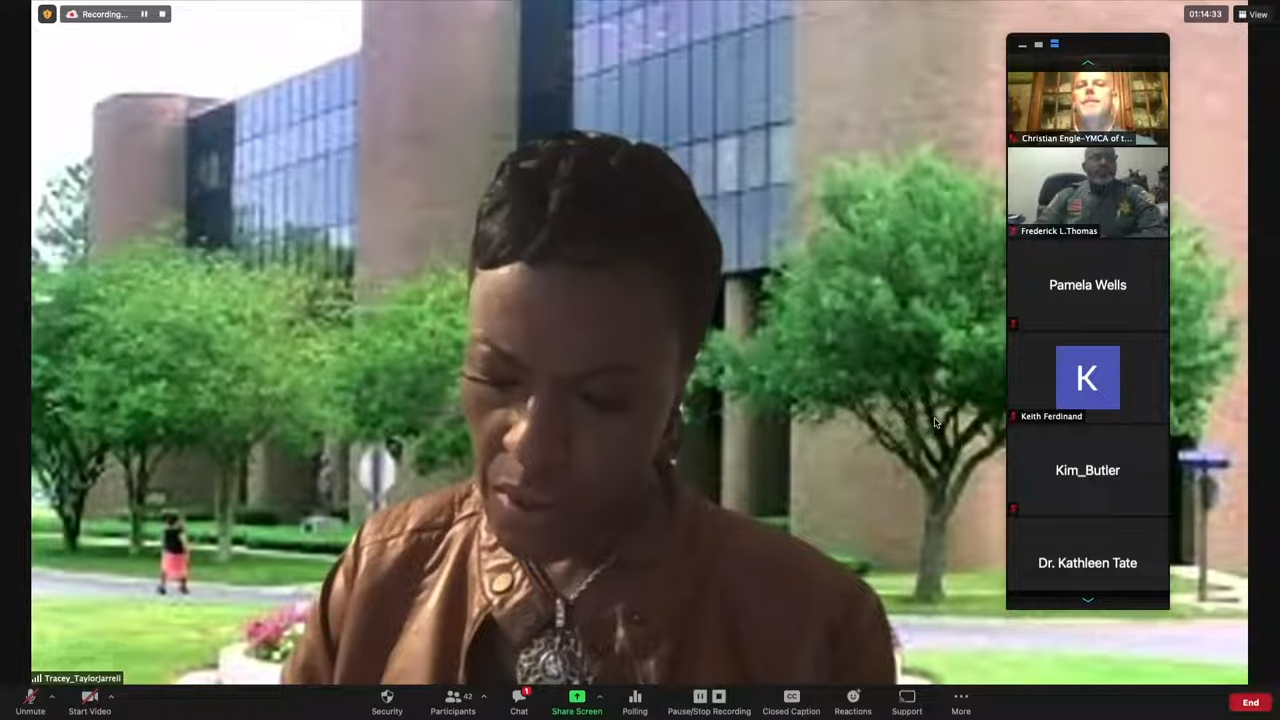 Recording...
01:14:33
View
Christian Engle-YMCA of t...
Frederick L.Thomas
Pamela Wells
K
Keith Ferdinand
Kim_Butler
Dr. Kathleen Tate
Tracey_TaylorJarrell
Unmute
Start Video
Security
Participants
42
Chat
1
Share Screen
Polling
Pause/Stop Recording
CC
Closed Caption
Reactions
Support
More
End